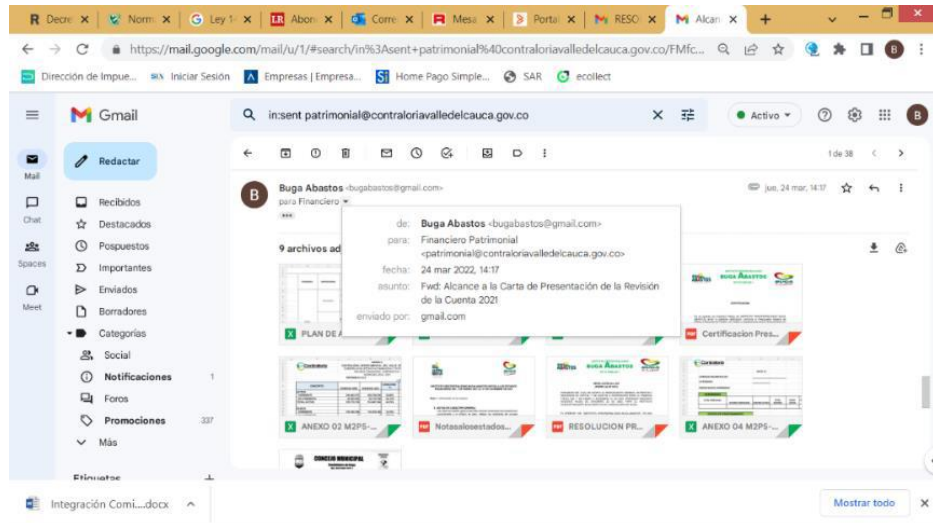 R Decre
Norm
Ley 1
Abon
Corre
Mesa
Portal
RESO
Alcan
https://mail.google.com/mail/u/1/#search/in%3Asent+patrimonial%40contraloriavalledelcauca.gov.co/FMfc...
Dirección de Impue...
Iniciar Sesión
Empresas | Empresa...
Home Pago Simple...
SAR
ecollect
Gmail
in:sent patrimonial@contraloriavalledelcauca.gov.co
Activo
B
Redactar
1 de 38
Mail
Chat
Spaces
Meet
Recibidos
Destacados
Pospuestos
Importantes
Enviados
Borradores
Categorías
Social
Notificaciones 1
Foros
Promociones 337
Más
Etiquetas
B
Buga Abastos <bugabastos@gmail.com>
jue, 24 mar, 14:17
para Financiero
de: Buga Abastos <bugabastos@gmail.com>
para: Financiero Patrimonial
<patrimonial@contraloriavalledelcauca.gov.co>
fecha: 24 mar 2022, 14:17
asunto: Fwd: Alcance a la Carta de Presentación de la Revisión
de la Cuenta 2021
enviado por: gmail.com
9 archivos ad
BUGA ABASTOS
PLAN DE A
Certificacion Pres...
Contraloría
BUGA ABASTOS
Contraloría
ANEXO 02 M2P5-...
Notasalosestados...
RESOLUCION PR...
ANEXO 04 M2P5-...
CONCEJO MUNICIPAL
Integración Comi....docx
Mostrar todo